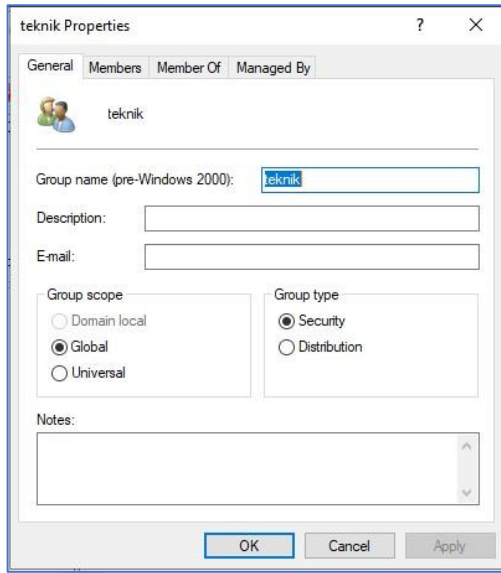 teknik Properties ? ×
General Members Member Of Managed By
teknik
Group name (pre-Windows 2000): teknik
Description:
E-mail:
Group scope Group type
Domain local Security
Global Distribution
Universal
Notes:
OK Cancel Apply